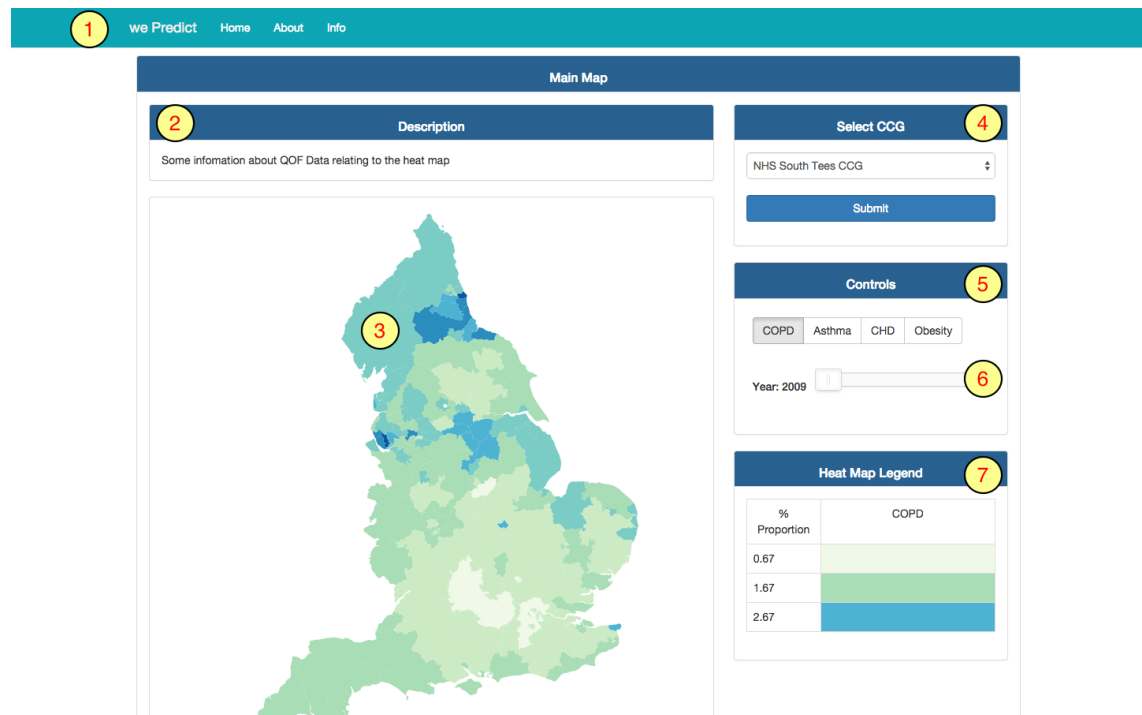 1 we Predict Home About Info
Main Map
2 Description
Some infomation about QOF Data relating to the heat map
3
Select CCG 4
NHS South Tees CCG
Submit
Controls 5
COPD Asthma CHD Obesity
Year: 2009 6
Heat Map Legend 7
% Proportion COPD
0.67
1.67
2.67